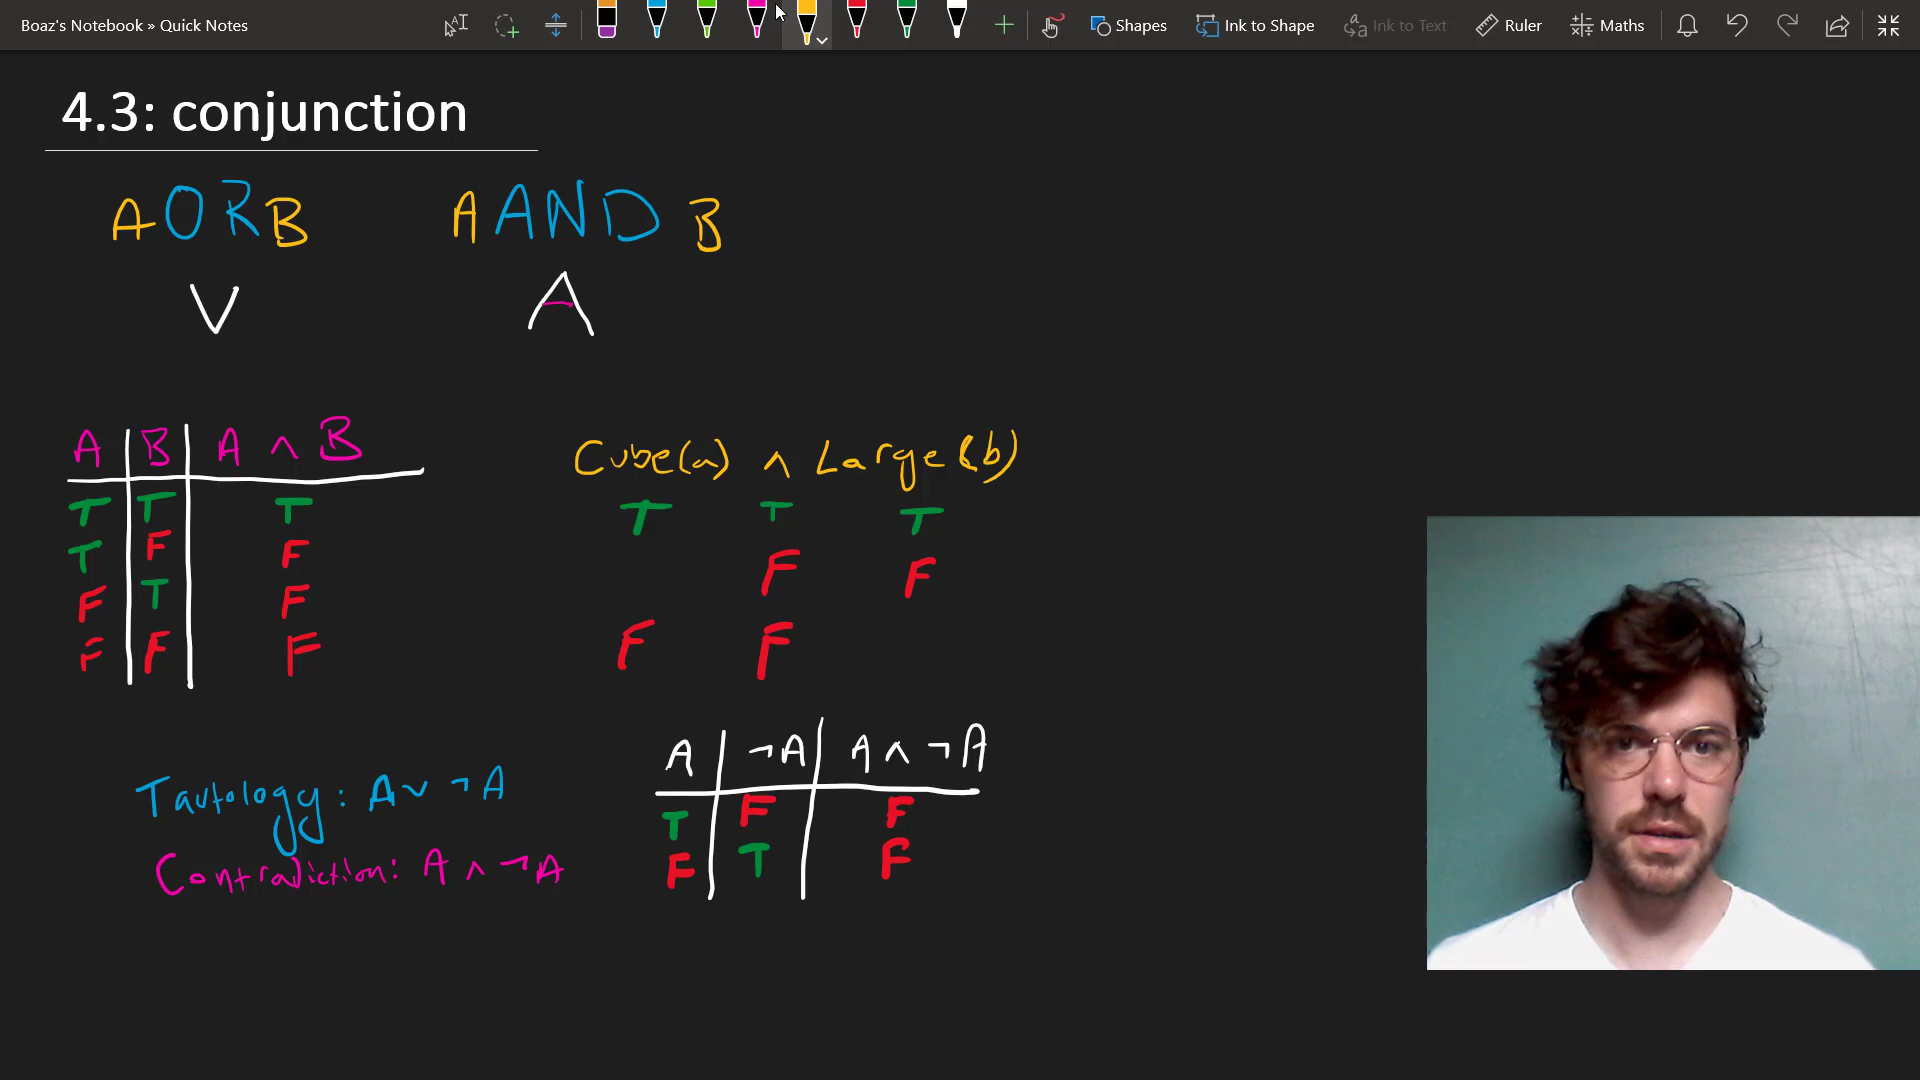 Boaz's Notebook » Quick Notes
Shapes Ink to Shape Ink to Text Ruler Maths
4.3: conjunction
A OR B A AND B
∨ ∧
A B A ∧ B
T T T
T F F
F T F
F F F
Cube(a) ∧ Large(b)
T T T
F F
F F
Tautology: A ∨ ¬A
Contradiction: A ∧ ¬A
A ¬A A ∧ ¬A
T F F
F T F